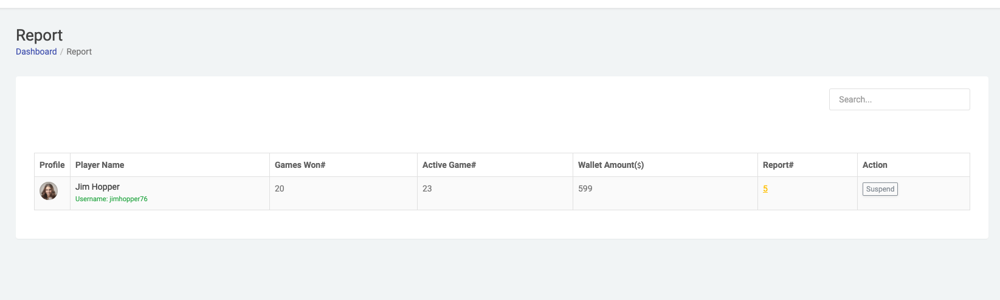 Report
Dashboard / Report
Search...
Profile Player Name Games Won# Active Game# Wallet Amount($) Report# Action
Jim Hopper 20 23 599 5 Suspend
Username: jimhopper76